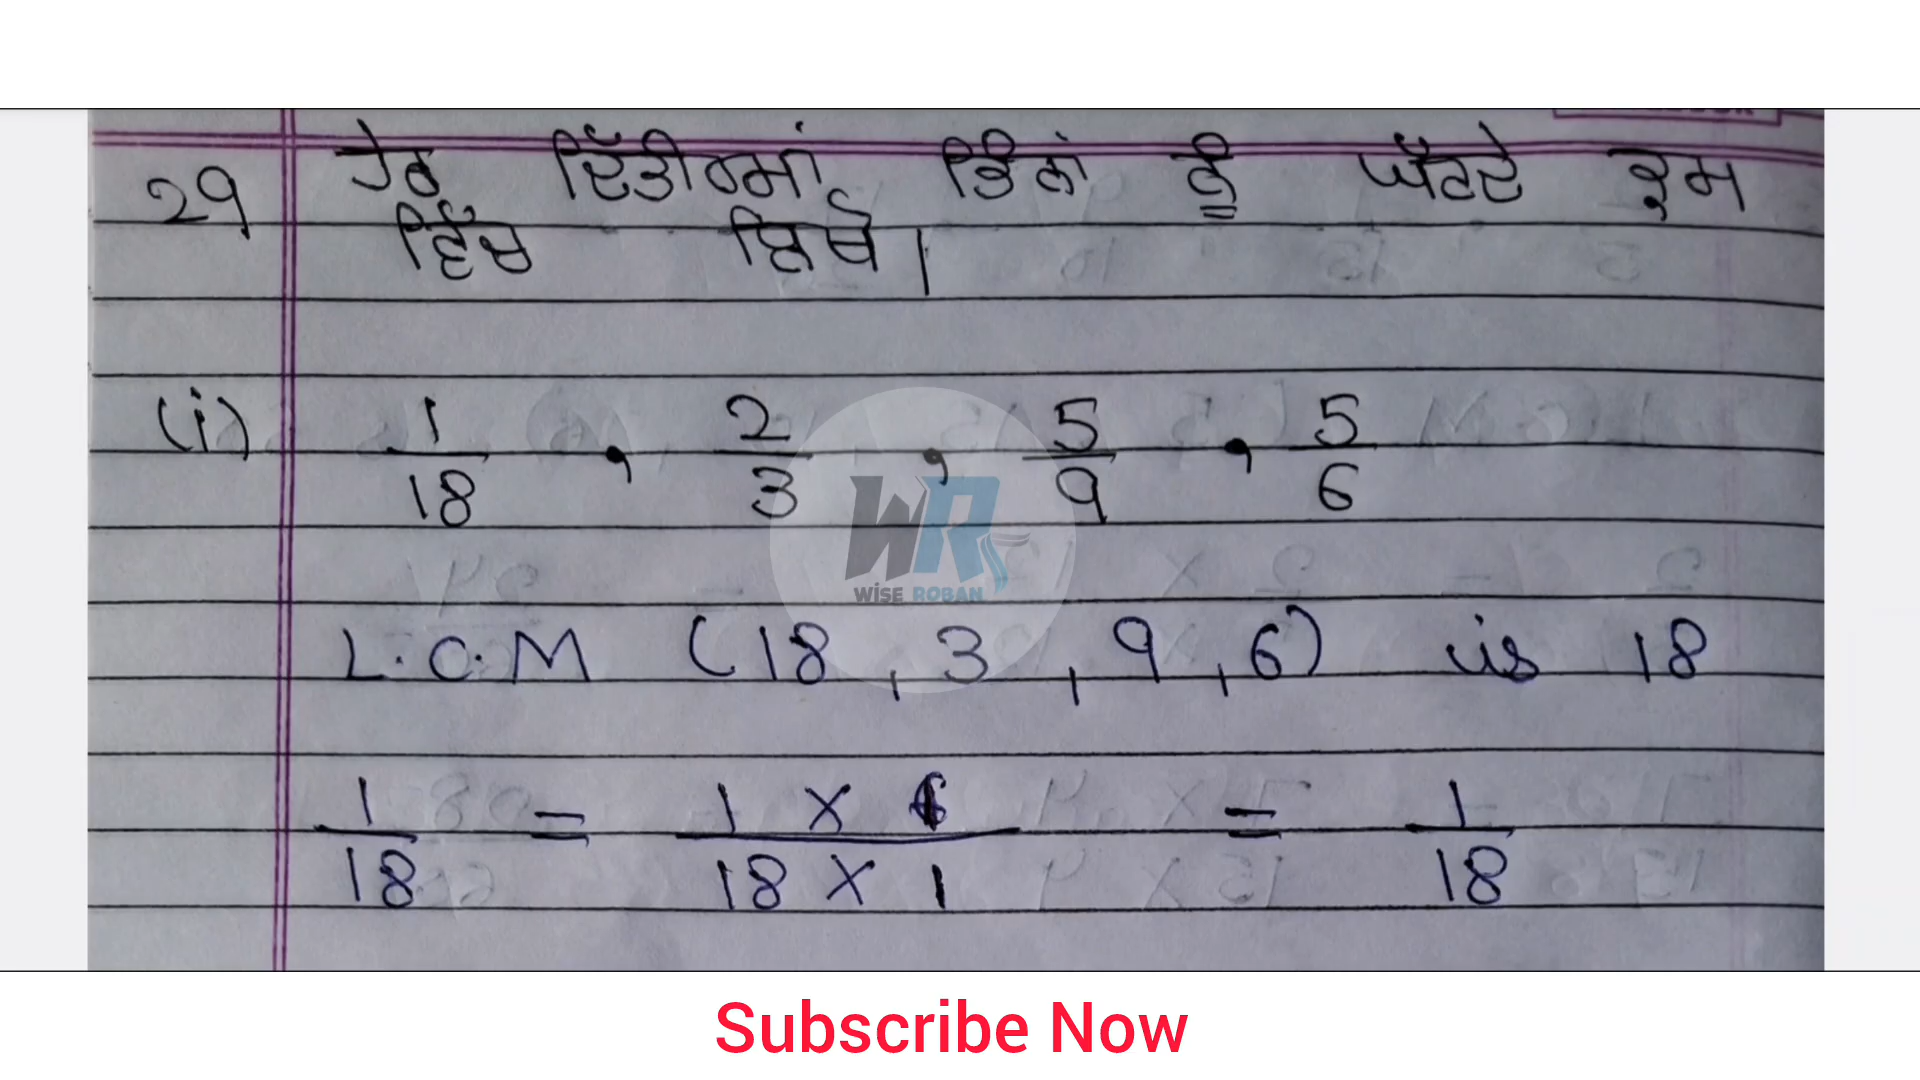 29 ਹੇਠ ਦਿੱਤੀਆਂ ਭਿੰਨਾਂ ਨੂੰ ਘੱਟਦੇ ਕ੍ਰਮ
ਵਿੱਚ ਲਿਖੋ।
(i) 1/18 , 2/3 , 5/9 , 5/6
WISE ROBAN
L.C.M (18, 3, 9, 6) is 18
1/18 = 1 × 1 / 18 × 1 = 1/18
Subscribe Now